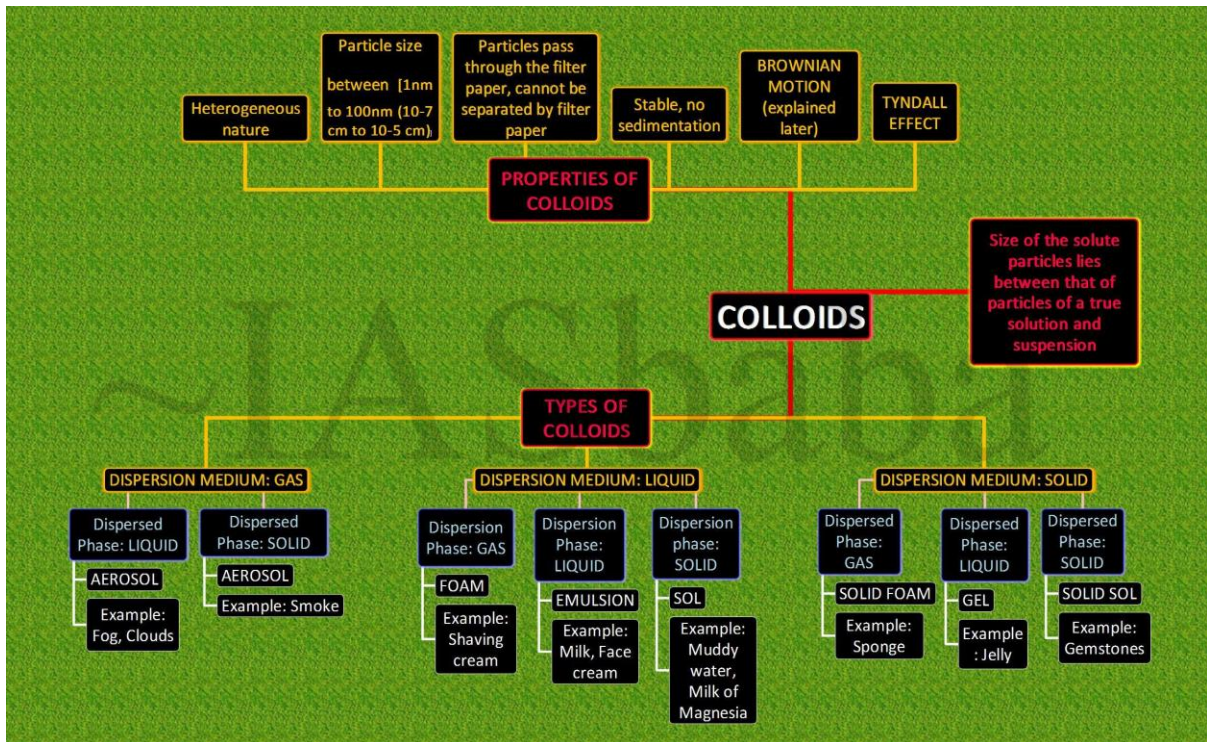 Heterogeneous
nature
Particle size
between [1nm
to 100nm (10-7
cm to 10-5 cm)]
Particles pass
through the filter
paper, cannot be
separated by filter
paper
Stable, no
sedimentation
BROWNIAN
MOTION
(explained
later)
TYNDALL
EFFECT
PROPERTIES OF
COLLOIDS
Size of the solute
particles lies
between that of
particles of a true
solution and
suspension
COLLOIDS
~IASbaba
TYPES OF
COLLOIDS
DISPERSION MEDIUM: GAS
Dispersed
Phase: LIQUID
AEROSOL
Example:
Fog, Clouds
Dispersed
Phase: SOLID
AEROSOL
Example: Smoke
DISPERSION MEDIUM: LIQUID
Dispersion
Phase: GAS
FOAM
Example:
Shaving
cream
Dispersion
Phase:
LIQUID
EMULSION
Example:
Milk, Face
cream
Dispersion
phase:
SOLID
SOL
Example:
Muddy
water,
Milk of
Magnesia
DISPERSION MEDIUM: SOLID
Dispersed
Phase:
GAS
SOLID FOAM
Example:
Sponge
Dispersed
Phase:
LIQUID
GEL
Example
: Jelly
Dispersed
Phase:
SOLID
SOLID SOL
Example:
Gemstones